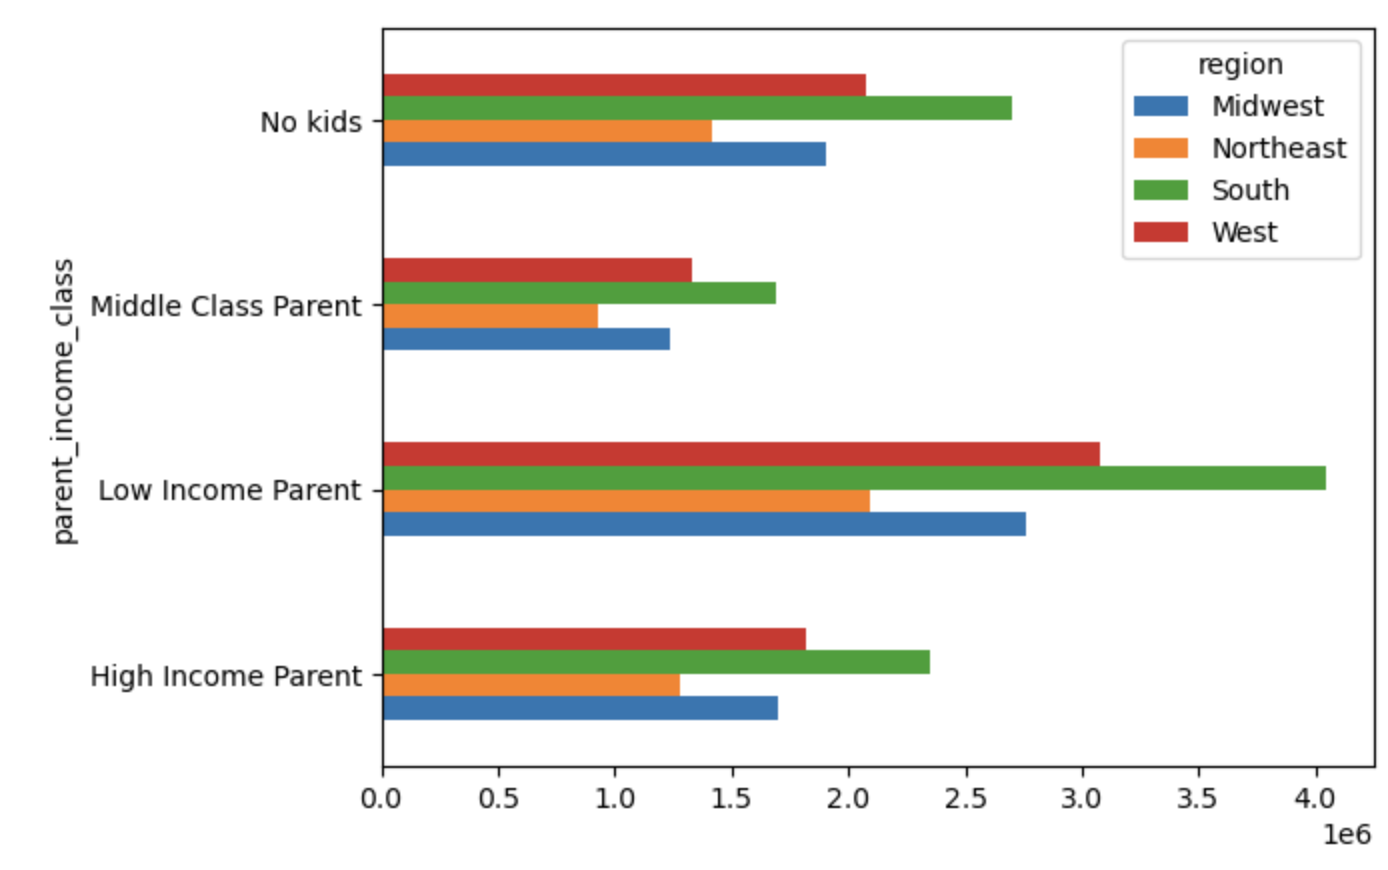 region
Midwest
Northeast
South
West
No kids
Middle Class Parent
Low Income Parent
High Income Parent
parent_income_class
0.0 0.5 1.0 1.5 2.0 2.5 3.0 3.5 4.0
1e6